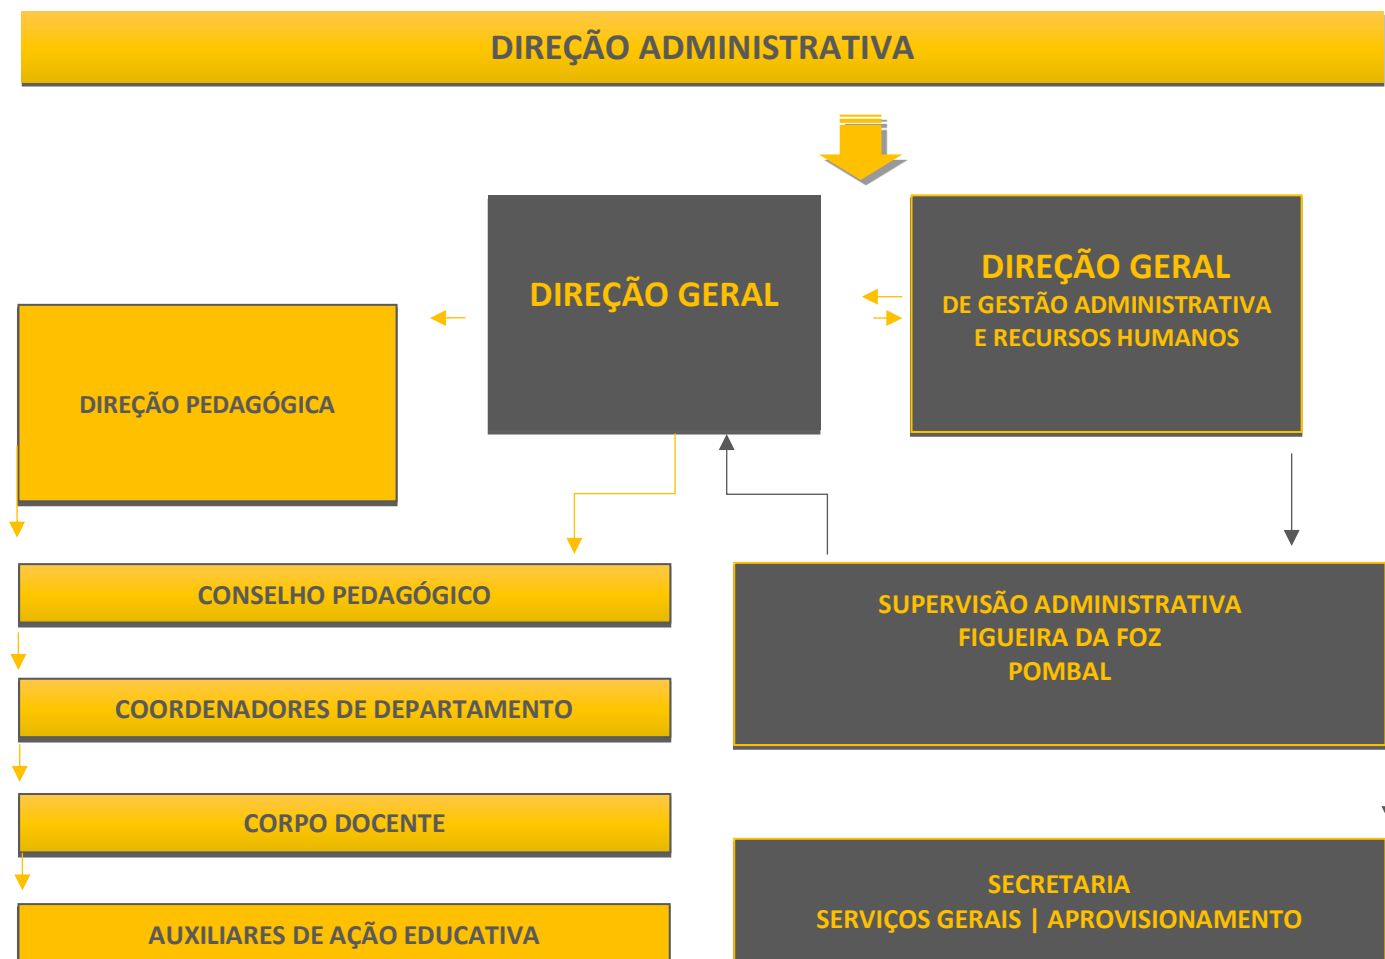 DIREÇÃO ADMINISTRATIVA
DIREÇÃO GERAL
DIREÇÃO GERAL
DE GESTÃO ADMINISTRATIVA
E RECURSOS HUMANOS
DIREÇÃO PEDAGÓGICA
CONSELHO PEDAGÓGICO
COORDENADORES DE DEPARTAMENTO
CORPO DOCENTE
AUXILIARES DE AÇÃO EDUCATIVA
SUPERVISÃO ADMINISTRATIVA
FIGUEIRA DA FOZ
POMBAL
SECRETARIA
SERVIÇOS GERAIS | APROVISIONAMENTO